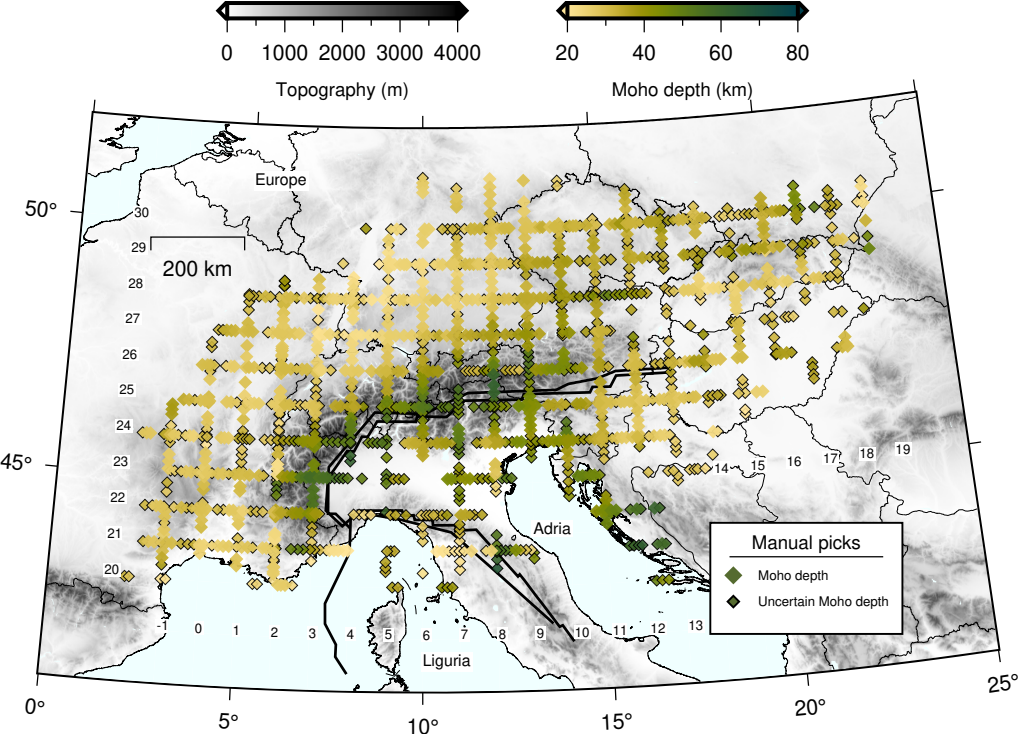 0 1000 2000 3000 4000
Topography (m)
20 40 60 80
Moho depth (km)
Europe
50°
30
29
200 km
28
27
26
25
24
45°
23
22
21
20
14 15 16 17 18 19
Adria
Manual picks
Moho depth
Uncertain Moho depth
-1 0 1 2 3 4 5 6 7 8 9 10 11 12 13
Liguria
0° 5° 10° 15° 20° 25°